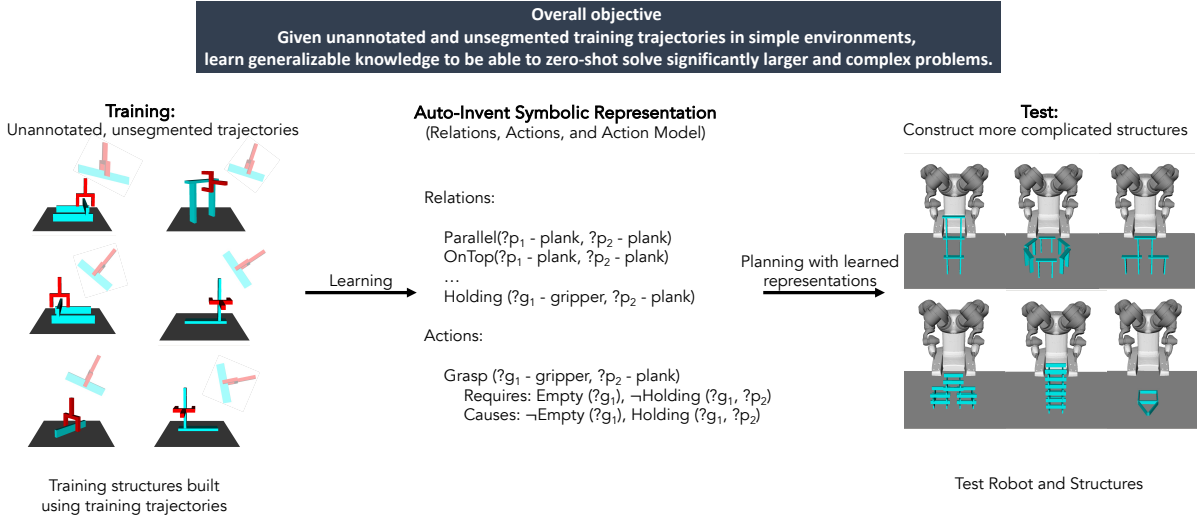 Overall objective
Given unannotated and unsegmented training trajectories in simple environments,
learn generalizable knowledge to be able to zero-shot solve significantly larger and complex problems.
Training:
Unannotated, unsegmented trajectories
Training structures built
using training trajectories
Learning
Auto-Invent Symbolic Representation
(Relations, Actions, and Action Model)
Relations:
Parallel(?p₁ - plank, ?p₂ - plank)
OnTop(?p₁ - plank, ?p₂ - plank)
...
Holding (?g₁ - gripper, ?p₂ - plank)
Actions:
Grasp (?g₁ - gripper, ?p₂ - plank)
Requires: Empty (?g₁), ¬Holding (?g₁, ?p₂)
Causes: ¬Empty (?g₁), Holding (?g₁, ?p₂)
Planning with learned
representations
Test:
Construct more complicated structures
Test Robot and Structures